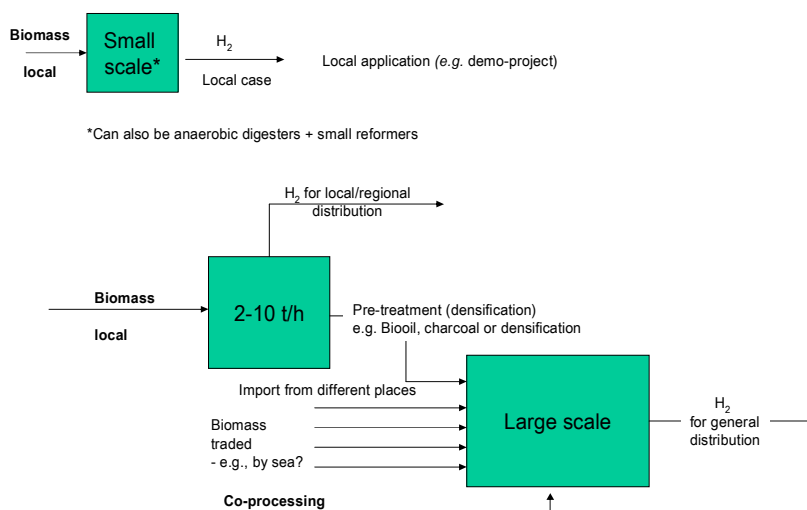 Biomass
local
Small
scale*
H₂
Local case
Local application (e.g. demo-project)
*Can also be anaerobic digesters + small reformers
H₂ for local/regional
distribution
Biomass
local
2-10 t/h
Pre-treatment (densification)
e.g. Biooil, charcoal or densification
Import from different places
Biomass
traded
- e.g., by sea?
Large scale
H₂
for general
distribution
Co-processing